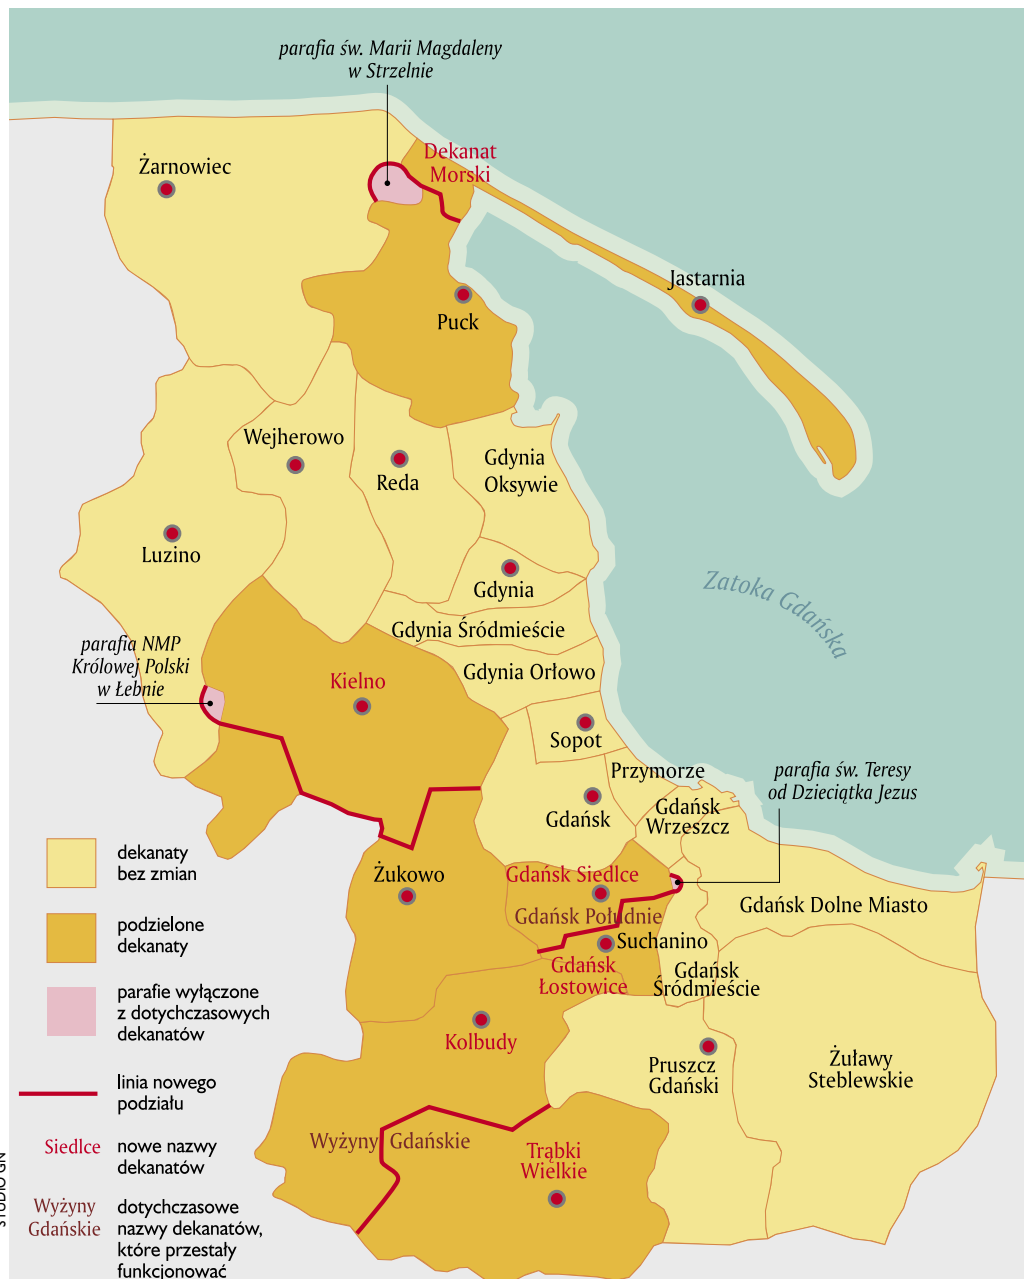 parafia św. Marii Magdaleny
w Strzelnie
Dekanat
Morski
Żarnowiec
Jastarnia
Puck
Wejherowo
Reda
Gdynia
Oksywie
Luzino
Gdynia
Zatoka Gdańska
Gdynia Śródmieście
parafia NMP
Królowej Polski
w Łebnie
Gdynia Orłowo
Kielno
Sopot
Przymorze
parafia św. Teresy
od Dzieciątka Jezus
Gdańsk
Wrzeszcz
Gdańsk
Żukowo
Gdańsk Siedlce
Gdańsk Dolne Miasto
Gdańsk Południe
Suchanino
Gdańsk
Łostowice
Gdańsk
Śródmieście
Kolbudy
Pruszcz
Gdański
Żuławy
Steblewskie
Wyżyny Gdańskie
Trąbki
Wielkie
dekanaty
bez zmian
podzielone
dekanaty
parafie wyłączone
z dotychczasowych
dekanatów
linia nowego
podziału
Siedlce
nowe nazwy
dekanatów
Wyżyny
Gdańskie
dotychczasowe
nazwy dekanatów,
które przestały
funkcjonować
STUDIO GN